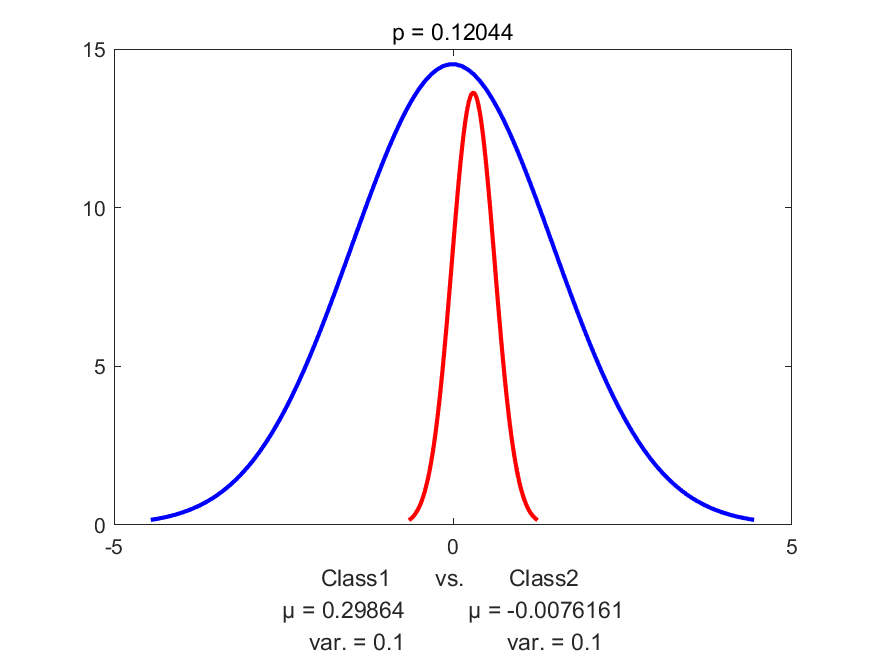 p = 0.12044
15
10
5
0
-5 0 5
Class1 vs. Class2
μ = 0.29864 μ = -0.0076161
var. = 0.1 var. = 0.1